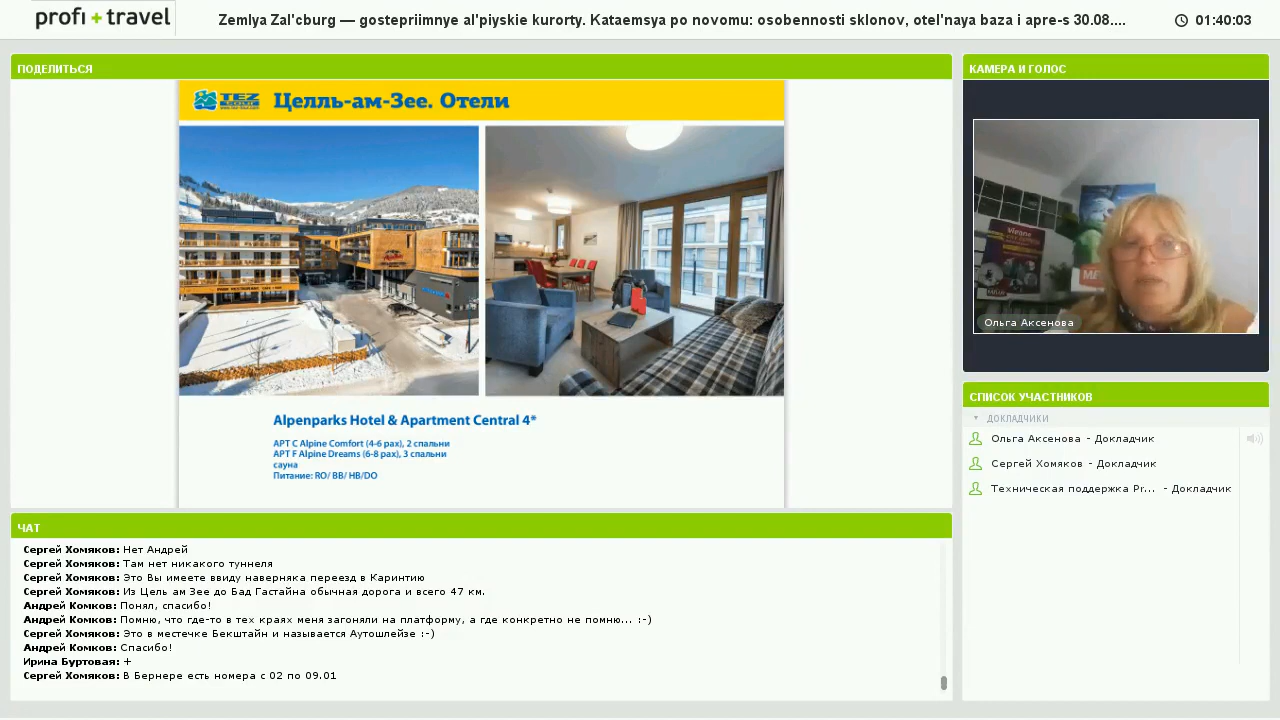 profi + travel
Zemlya Zal'cburg — gostepriimnye al'piyskie kurorty. Kataemsya po novomu: osobennosti sklonov, otel'naya baza i apre-s 30.08....
01:40:03
ПОДЕЛИТЬСЯ
TEZ TOUR
Целль-ам-Зее. Отели
Alpenparks Hotel & Apartment Central 4*
APT C Alpine Comfort (4-6 pax), 2 спальни
APT F Alpine Dreams (6-8 pax), 3 спальни
сауна
Питание: RO/ BB/ HB/DO
КАМЕРА И ГОЛОС
Ольга Аксенова
СПИСОК УЧАСТНИКОВ
ДОКЛАДЧИКИ
Ольга Аксенова - Докладчик
Сергей Хомяков - Докладчик
Техническая поддержка Pr... - Докладчик
ЧАТ
Сергей Хомяков: Нет Андрей
Сергей Хомяков: Там нет никакого туннеля
Сергей Хомяков: Это Вы имеете ввиду наверняка переезд в Каринтию
Сергей Хомяков: Из Цель ам Зее до Бад Гастайна обычная дорога и всего 47 км.
Андрей Комков: Понял, спасибо!
Андрей Комков: Помню, что где-то в тех краях меня загоняли на платформу, а где конкретно не помню... :-)
Сергей Хомяков: Это в местечке Бекштайн и называется Аутошлейзе :-)
Андрей Комков: Спасибо!
Ирина Буртовая: +
Сергей Хомяков: В Бернере есть номера с 02 по 09.01